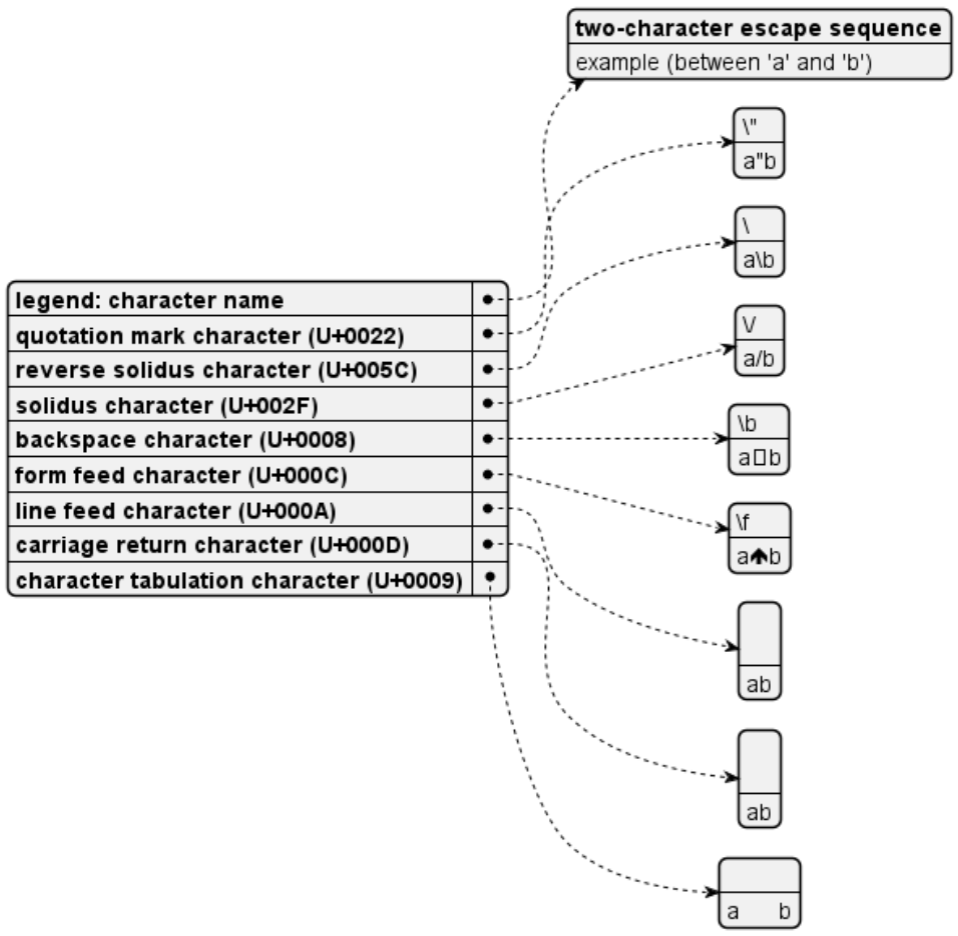 two-character escape sequence
example (between 'a' and 'b')
\"
a"b
\
a\b
\/
a/b
\b
a□b
\f
a🡅b
ab
ab
a	b
legend: character name
quotation mark character (U+0022)
reverse solidus character (U+005C)
solidus character (U+002F)
backspace character (U+0008)
form feed character (U+000C)
line feed character (U+000A)
carriage return character (U+000D)
character tabulation character (U+0009)